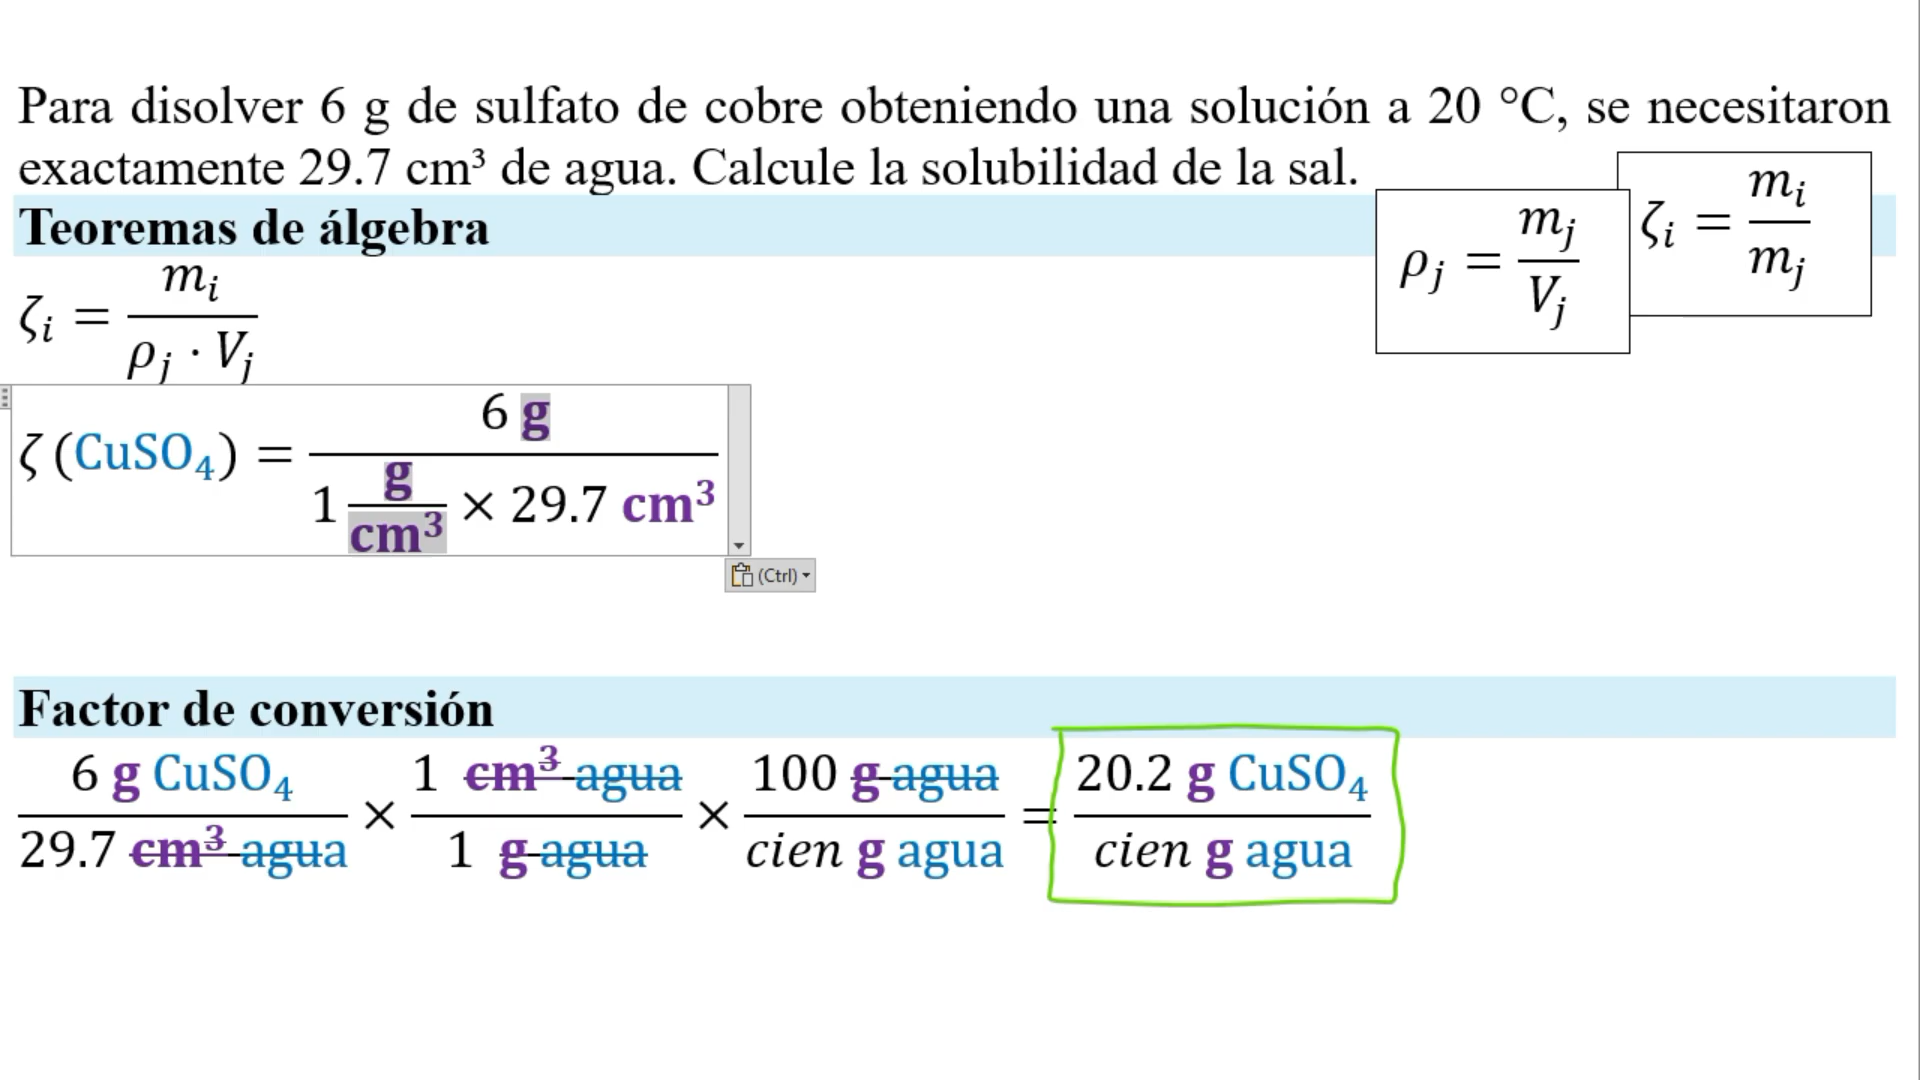 Para disolver 6 g de sulfato de cobre obteniendo una solución a 20 °C, se necesitaron
exactamente 29.7 cm³ de agua. Calcule la solubilidad de la sal.
Teoremas de álgebra
ρⱼ = mⱼ / Vⱼ
ζᵢ = mᵢ / mⱼ
ζᵢ = mᵢ / (ρⱼ · Vⱼ)
ζ (CuSO₄) = 6 g / (1 g/cm³ × 29.7 cm³)
(Ctrl)
Factor de conversión
6 g CuSO₄ / 29.7 cm³ agua × 1 cm³ agua / 1 g agua × 100 g agua / cien g agua = 20.2 g CuSO₄ / cien g agua